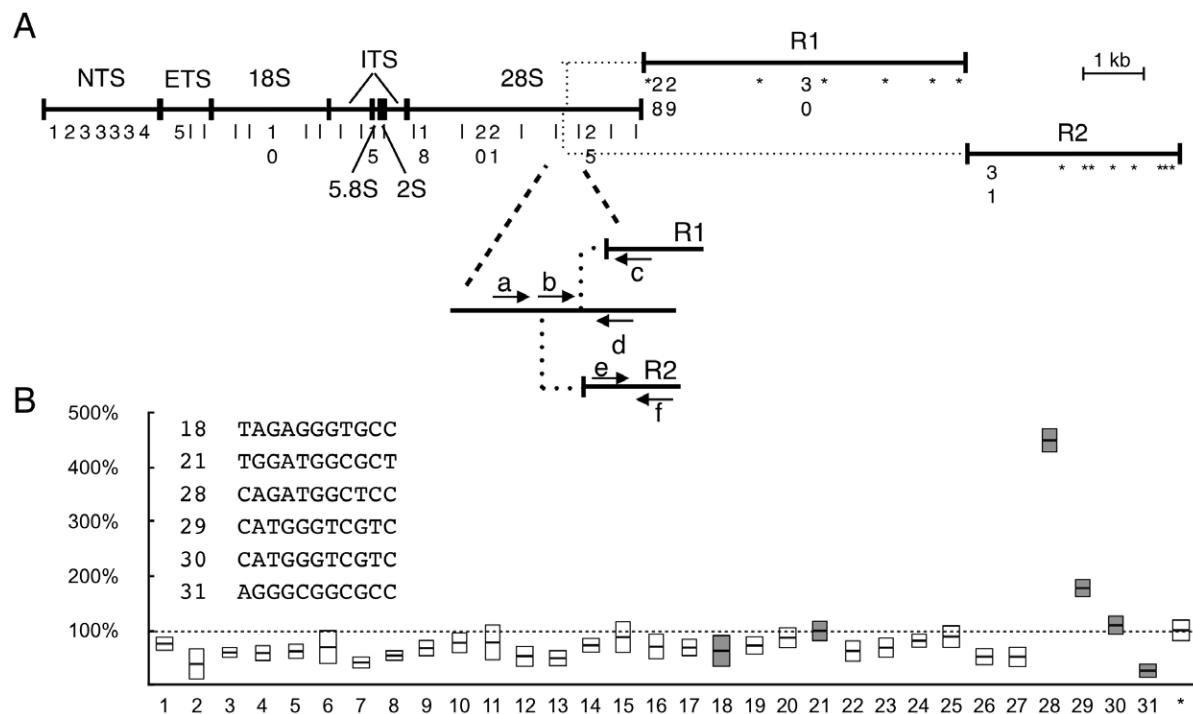 A
NTS ETS 18S ITS 28S R1 1 kb
* 2 2 3 * * * * *
8 9 0
1 2 3 3 3 3 3 4 5 1 1 1 2 2 2
0 5 8 0 1 5
5.8S 2S
R2
3 * ** * * ***
1
R1
c
a b
d
e R2
f
B
500%
400%
300%
200%
100%
18 TAGAGGGTGCC
21 TGGATGGCGCT
28 CAGATGGCTCC
29 CATGGGTCGTC
30 CATGGGTCGTC
31 AGGGCGGCGCC
1 2 3 4 5 6 7 8 9 10 11 12 13 14 15 16 17 18 19 20 21 22 23 24 25 26 27 28 29 30 31 *